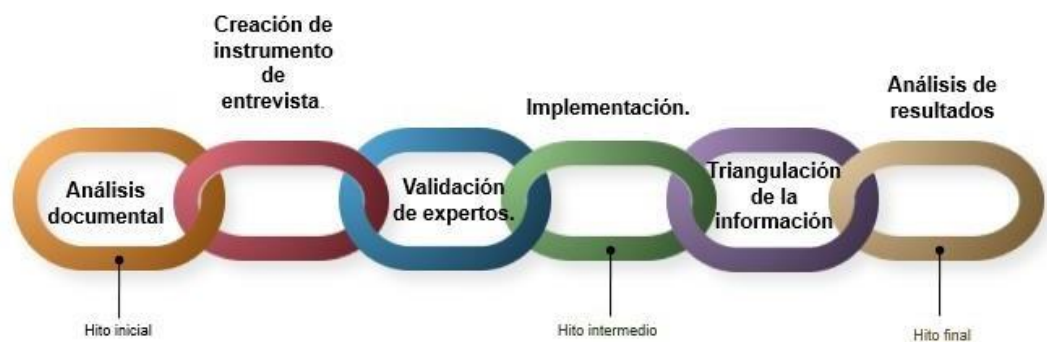 Análisis
documental
Creación de
instrumento
de
entrevista.
Validación
de expertos.
Implementación.
Triangulación
de la
información
Análisis de
resultados
Hito inicial
Hito intermedio
Hito final